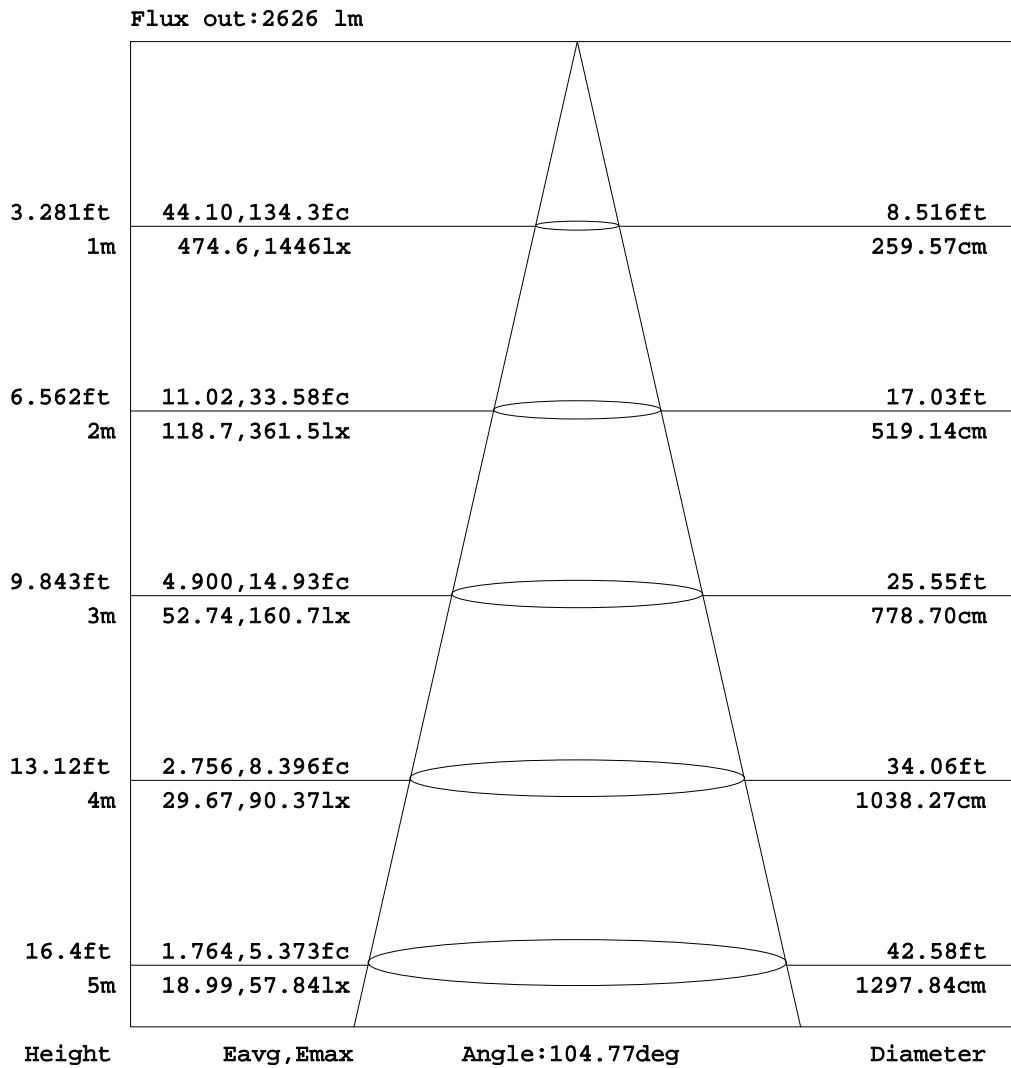 Flux out:2626 lm
3.281ft 44.10,134.3fc 8.516ft
1m 474.6,1446lx 259.57cm
6.562ft 11.02,33.58fc 17.03ft
2m 118.7,361.5lx 519.14cm
9.843ft 4.900,14.93fc 25.55ft
3m 52.74,160.7lx 778.70cm
13.12ft 2.756,8.396fc 34.06ft
4m 29.67,90.37lx 1038.27cm
16.4ft 1.764,5.373fc 42.58ft
5m 18.99,57.84lx 1297.84cm
Height Eavg,Emax Angle:104.77deg Diameter